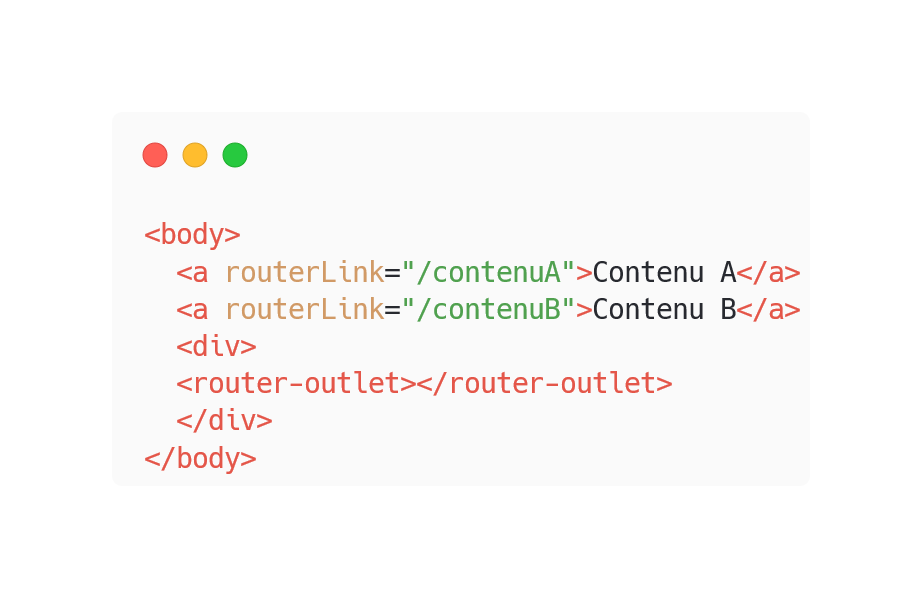 <body>
  <a routerLink="/contenuA">Contenu A</a>
  <a routerLink="/contenuB">Contenu B</a>
  <div>
  <router-outlet></router-outlet>
  </div>
</body>